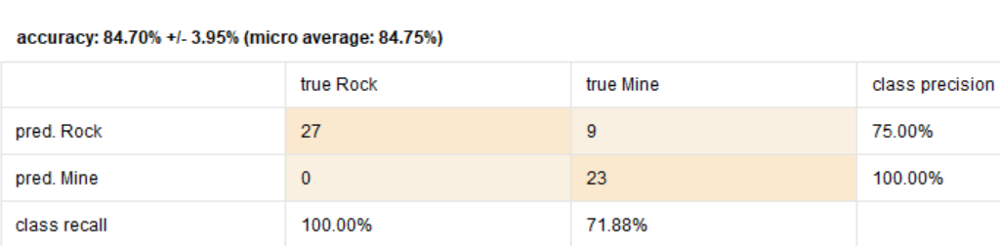 accuracy: 84.70% +/- 3.95% (micro average: 84.75%)
true Rock true Mine class precision
pred. Rock 27 9 75.00%
pred. Mine 0 23 100.00%
class recall 100.00% 71.88%